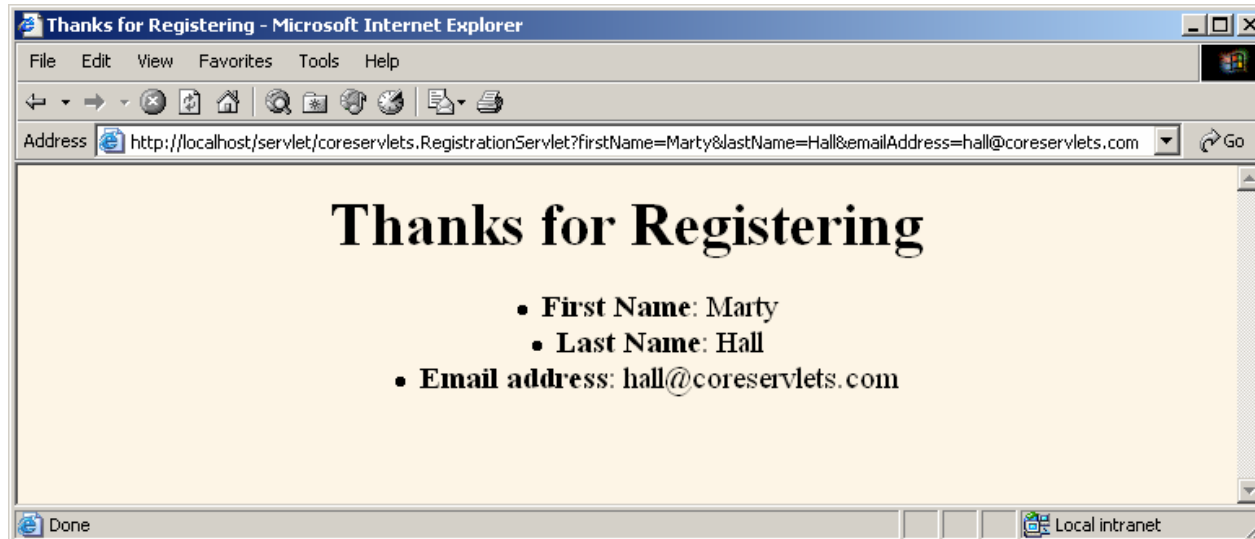 Thanks for Registering - Microsoft Internet Explorer
File Edit View Favorites Tools Help
Address http://localhost/servlet/coreservlets.RegistrationServlet?firstName=Marty&lastName=Hall&emailAddress=hall@coreservlets.com Go
Thanks for Registering
• First Name: Marty
• Last Name: Hall
• Email address: hall@coreservlets.com
Done Local intranet